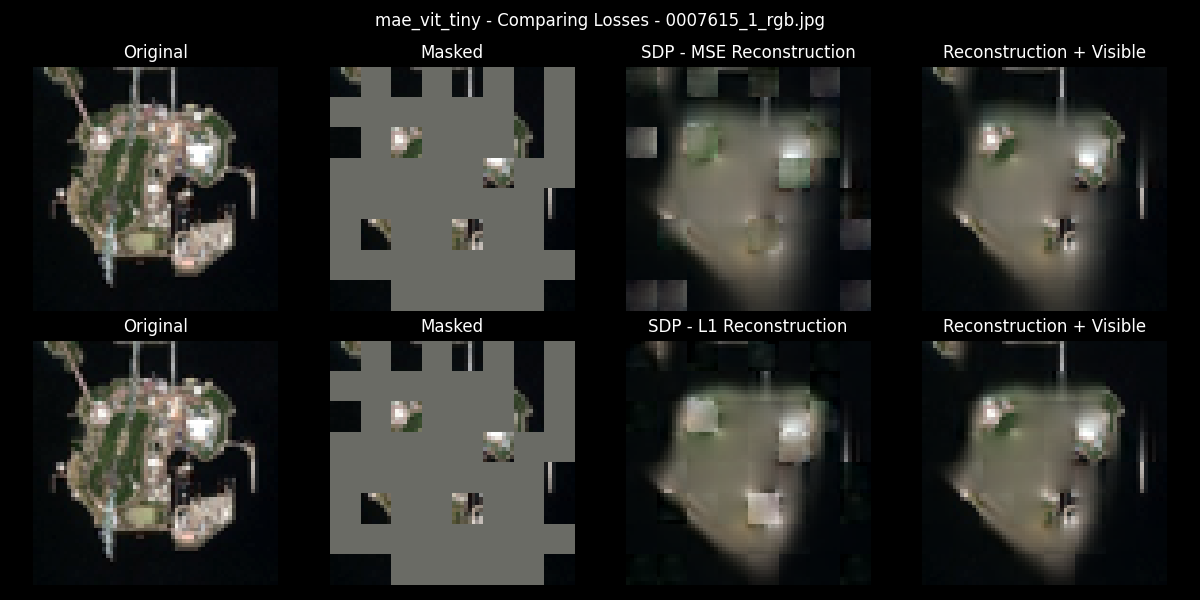 mae_vit_tiny - Comparing Losses - 0007615_1_rgb.jpg
Original
Masked
SDP - MSE Reconstruction
Reconstruction + Visible
Original
Masked
SDP - L1 Reconstruction
Reconstruction + Visible